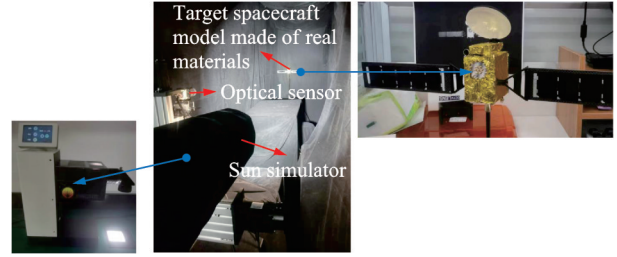 Target spacecraft
model made of real
materials
Optical sensor
Sun simulator